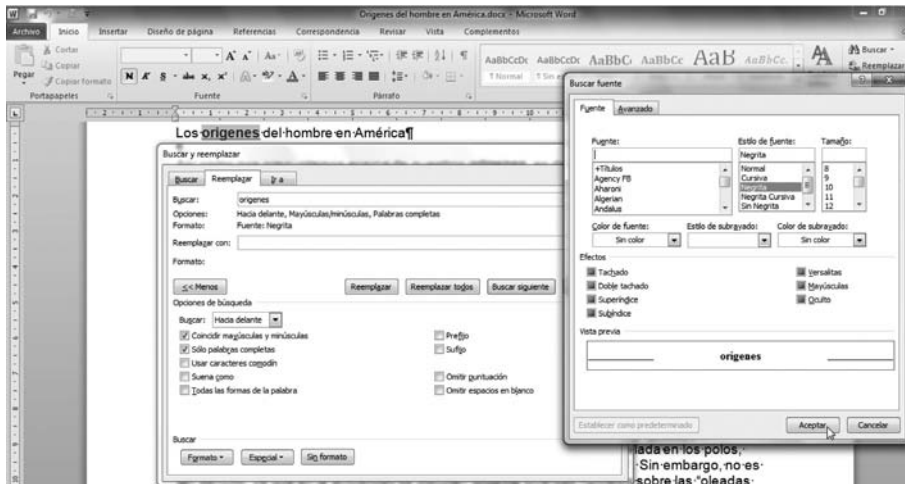 Orígenes del hombre en América.docx - Microsoft Word
Archivo Inicio Insertar Diseño de página Referencias Correspondencia Revisar Vista Complementos
Pegar
Cortar
Copiar
Copiar formato
Portapapeles
N K S abe x, x²
Fuente
Párrafo
AaBbCcDc AaBbCcDc AaBbC AaBbCc AaB AaBbCc.
¶ Normal ¶ Sin e
Buscar
Reemplazar
Los orígenes del hombre en América¶
Buscar y reemplazar
Buscar Reemplazar Ir a
Buscar: orígenes
Opciones: Hacia delante, Mayúsculas/minúsculas, Palabras completas
Formato: Fuente: Negrita
Reemplazar con:
Formato:
<< Menos Reemplazar Reemplazar todos Buscar siguiente
Opciones de búsqueda
Buscar: Hacia delante
Coincidir mayúsculas y minúsculas Prefijo
Sólo palabras completas Sufijo
Usar caracteres comodín
Suena como Omitir puntuación
Todas las formas de la palabra Omitir espacios en blanco
Buscar
Formato Especial Sin formato
Buscar fuente
Fuente Avanzado
Fuente: Estilo de fuente: Tamaño:
Negrita
+Títulos Normal 8
Agency FB Cursiva 9
Aharoni Negrita 10
Algerian Negrita Cursiva 11
Andalus Sin Negrita 12
Color de fuente: Estilo de subrayado: Color de subrayado:
Sin color Sin color
Efectos
Tachado Versalitas
Doble tachado Mayúsculas
Superíndice Oculto
Subíndice
Vista previa
orígenes
Establecer como predeterminado Aceptar Cancelar
lada en los polos,
Sin embargo, no es
sobre las "oleadas